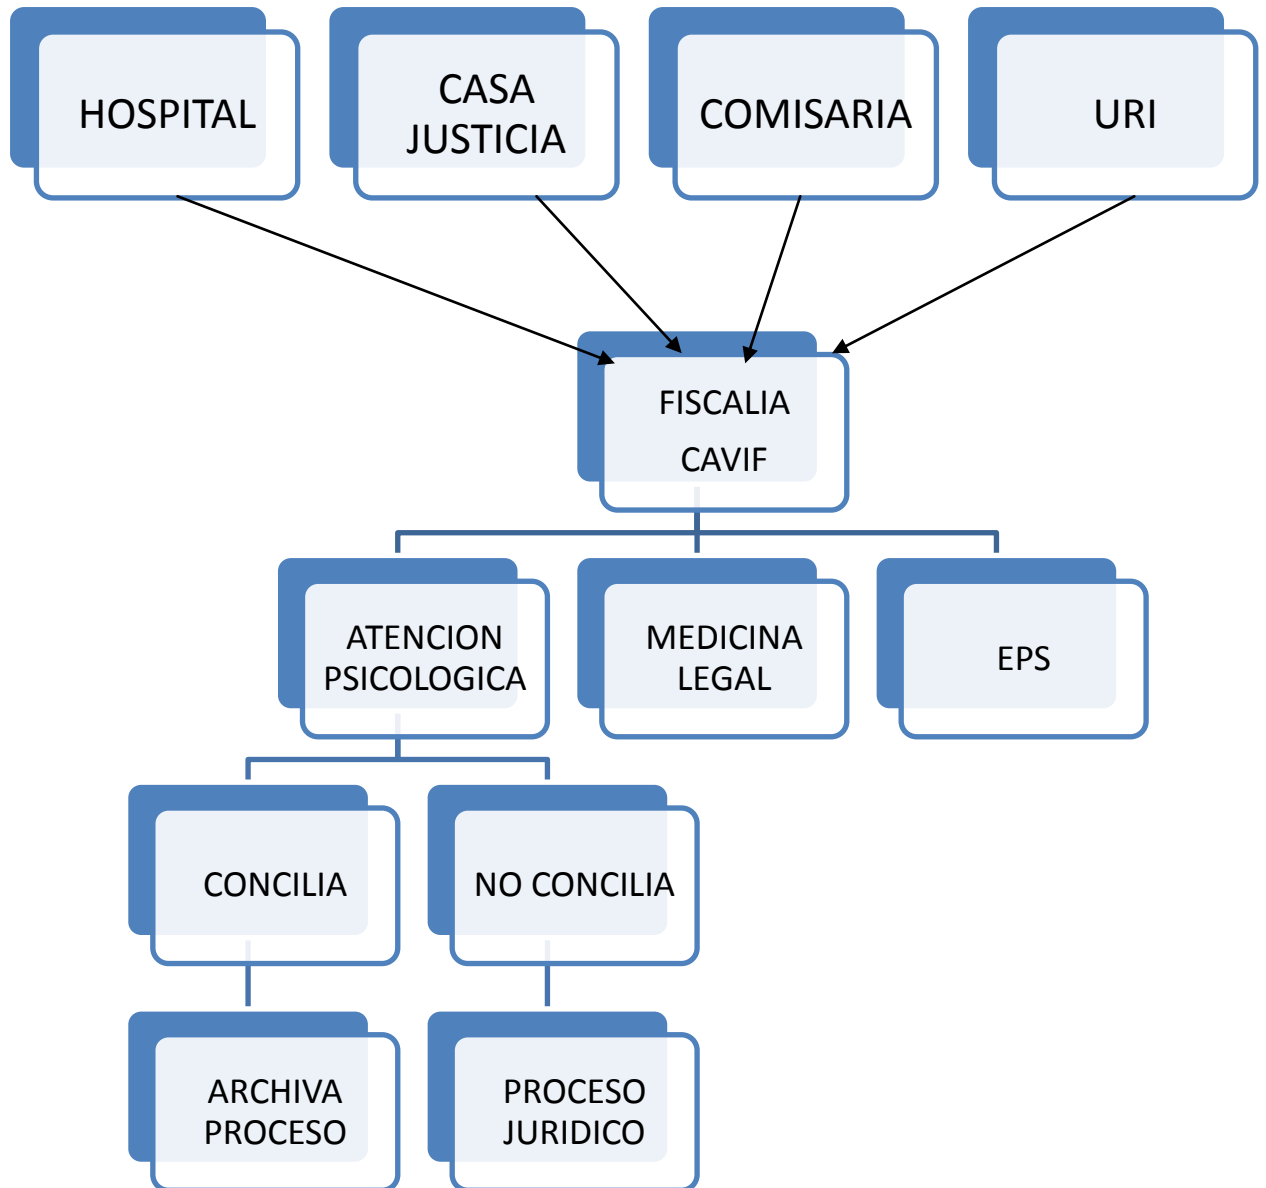 HOSPITAL
CASA
JUSTICIA
COMISARIA
URI
FISCALIA
CAVIF
ATENCION
PSICOLOGICA
MEDICINA
LEGAL
EPS
CONCILIA
NO CONCILIA
ARCHIVA
PROCESO
PROCESO
JURIDICO